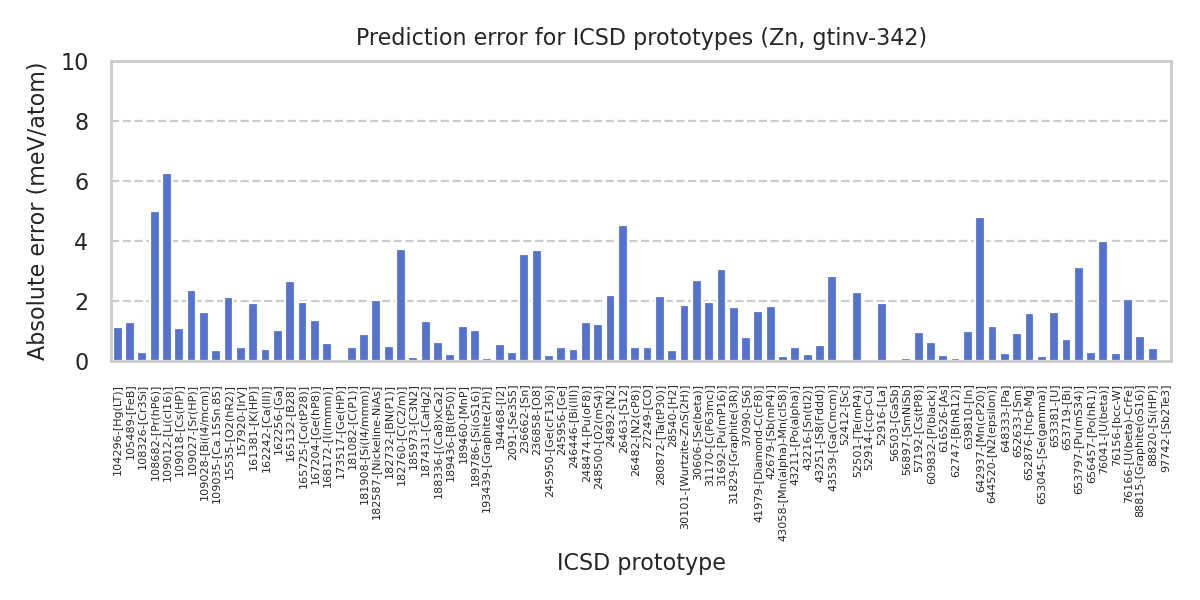 Prediction error for ICSD prototypes (Zn, gtinv-342)
Absolute error (meV/atom)
10
8
6
4
2
0
104296-[Hg(LT)]
105489-[FeB]
108326-[Cr3Si]
108682-[Pr(hP6)]
109012-[Li(cI16)]
109018-[Cs(HP)]
109027-[Sr(HP)]
109028-[Bi(I4/mcm)]
109035-[Ca.15Sn.85]
15535-[O2(hR2)]
157920-[IrV]
161381-[K(HP)]
162242-[Ca(III)]
162256-[Ga]
165132-[B28]
165725-[Co(tP28)]
167204-[Ge(hP8)]
168172-[I(Immm)]
173517-[Ge(HP)]
181082-[C(P1)]
181908-[Si(I4/mmm)]
182587-[Nickeline-NiAs]
182732-[BN(P1)]
182760-[C(C2/m)]
185973-[C3N2]
187431-[CaHg2]
188336-[(Ca8)xCa2]
189436-[B(tP50)]
189460-[MnP]
189786-[Si(oS16)]
193439-[Graphite(2H)]
194468-[I2]
2091-[Se3S5]
236662-[Sn]
236858-[O8]
245950-[Ge(cF136)]
245956-[Ge]
246446-[Bi(III)]
248474-[Pu(oF8)]
248500-[O2(mS4)]
24892-[N2]
26463-[S12]
26482-[N2(cP8)]
27249-[CO]
280872-[Ta(tP30)]
28540-[H2]
30101-[Wurtzite-ZnS(2H)]
30606-[Se(beta)]
31170-[C(P63mc)]
31692-[Pu(mP16)]
31829-[Graphite(3R)]
37090-[S6]
41979-[Diamond-C(cF8)]
42679-[Sb(mP4)]
43058-[Mn(alpha)-Mn(cI58)]
43211-[Po(alpha)]
43216-[Sn(tI2)]
43251-[S8(Fddd)]
43539-[Ga(Cmcm)]
52412-[Sc]
52501-[Te(mP4)]
52914-[fcc-Cu]
52916-[La]
56503-[GaSb]
56897-[SmNiSb]
57192-[Cs(tP8)]
609832-[P(black)]
616526-[As]
62747-[B(hR12)]
639810-[In]
642937-[Mn(cP20)]
644520-[N2(epsilon)]
648333-[Pa]
652633-[Sm]
652876-[hcp-Mg]
653045-[Se(gamma)]
653381-[U]
653719-[Bi]
653797-[Pu(mS34)]
656457-[Po(hR1)]
76041-[U(beta)]
76156-[bcc-W]
76166-[U(beta)-CrFe]
88815-[Graphite(oS16)]
88820-[Si(HP)]
97742-[Sb2Te3]
ICSD prototype